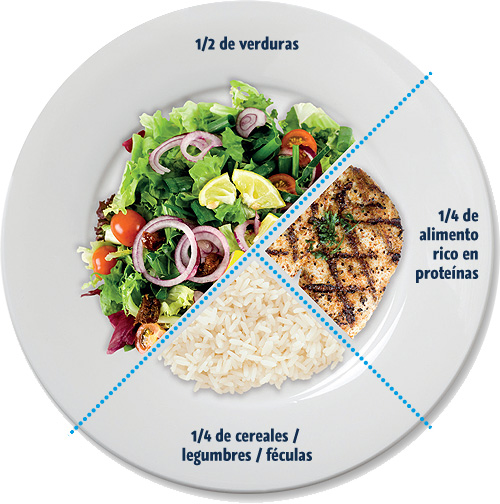 1/2 de verduras
1/4 de
alimento
rico en
proteínas
1/4 de cereales /
legumbres / féculas